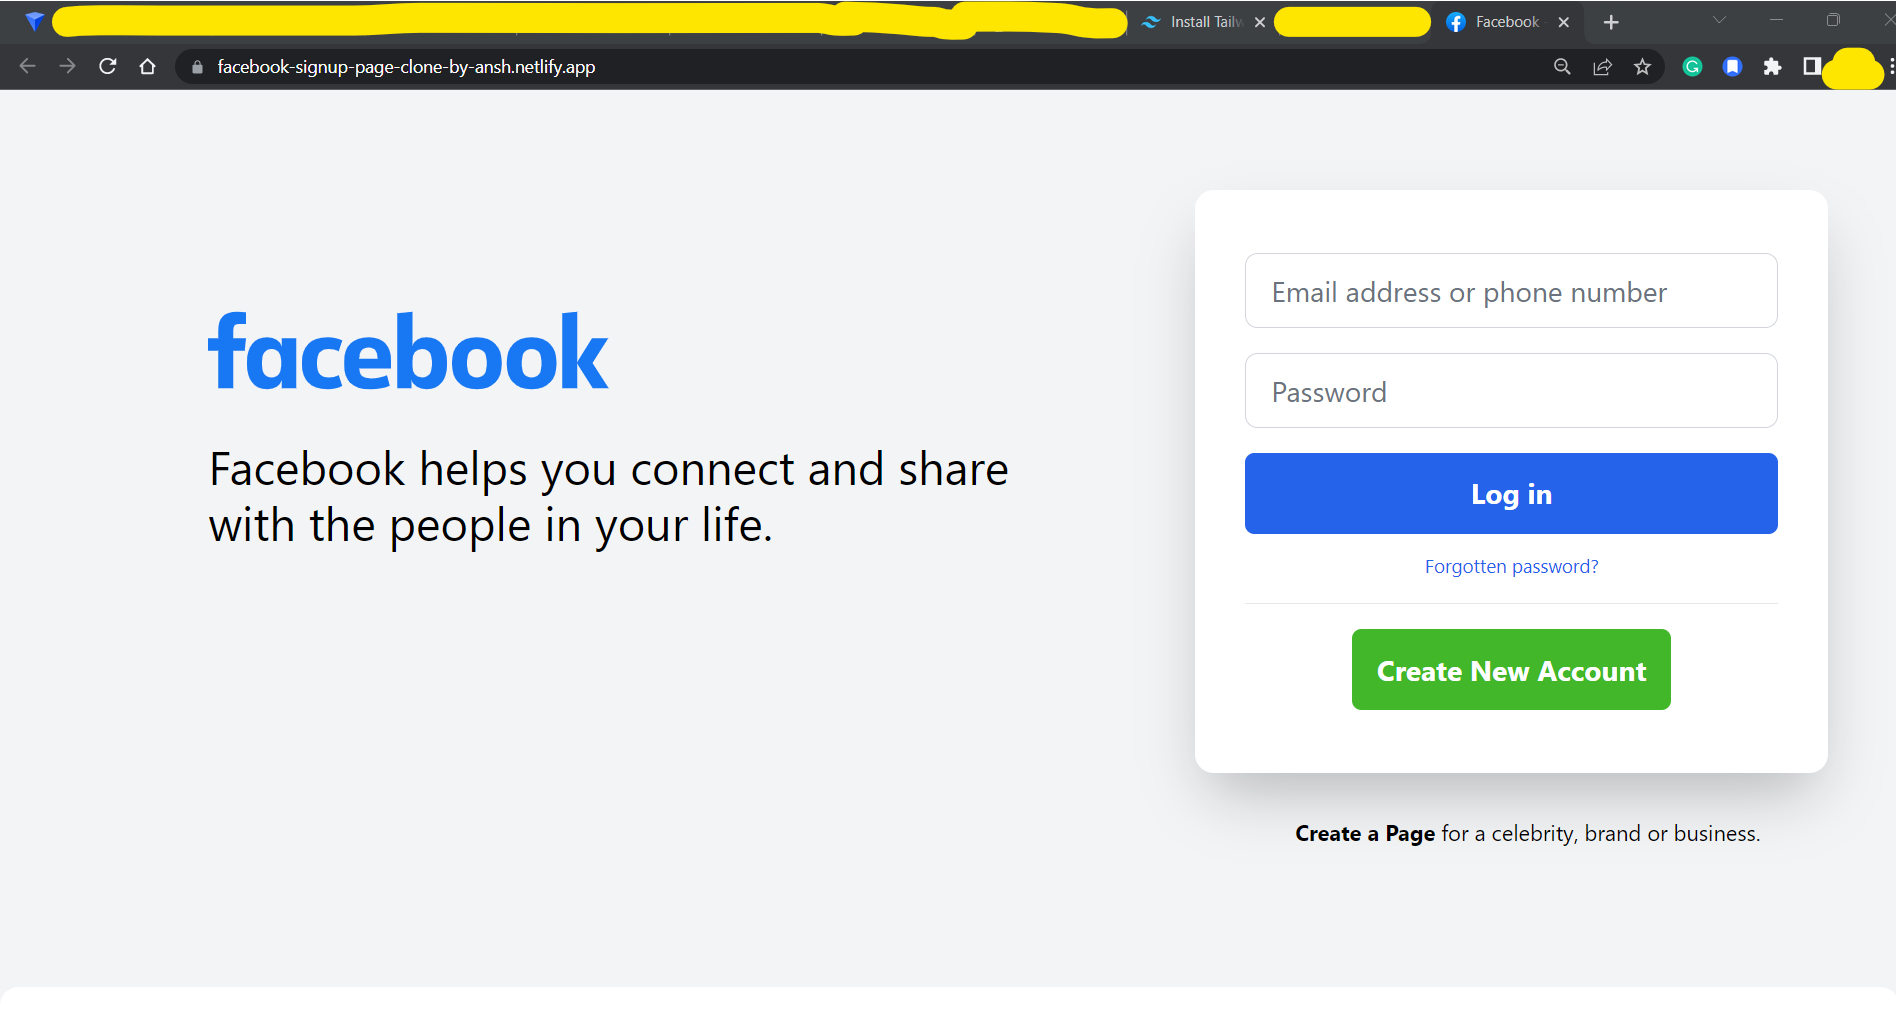 Install Tailw
Facebook -
facebook-signup-page-clone-by-ansh.netlify.app
facebook
Facebook helps you connect and share
with the people in your life.
Email address or phone number
Password
Log in
Forgotten password?
Create New Account
Create a Page for a celebrity, brand or business.